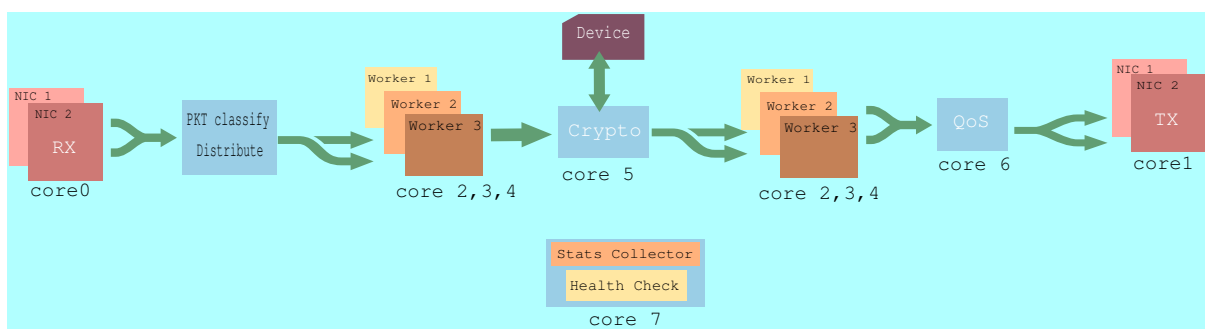 NIC 1
NIC 2
RX
core0
PKT classify
Distribute
Worker 1
Worker 2
Worker 3
core 2,3,4
Device
Crypto
core 5
Worker 1
Worker 2
Worker 3
core 2,3,4
QoS
core 6
NIC 1
NIC 2
TX
core1
Stats Collector
Health Check
core 7